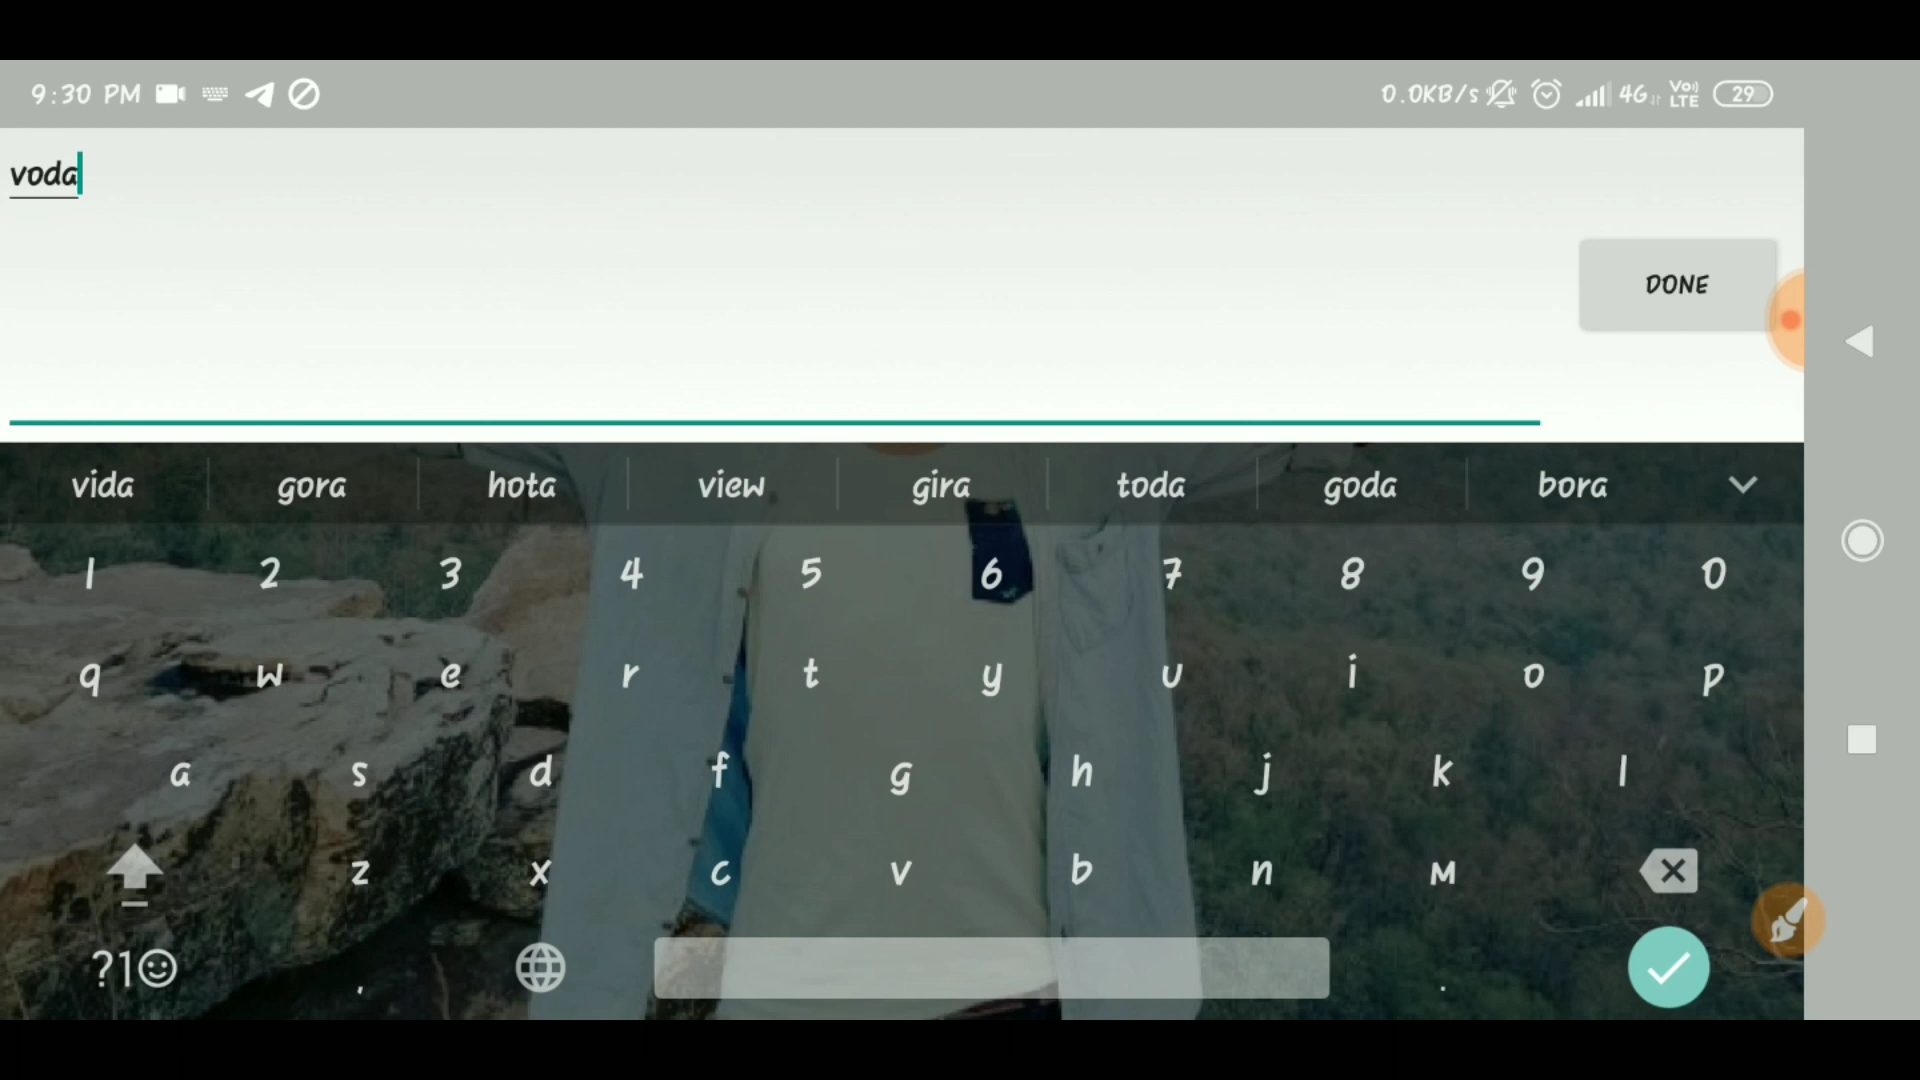 9:30 PM 0.0KB/s 4G Vo) LTE 29
voda
DONE
vida gora hota view gira toda goda bora
1 2 3 4 5 6 7 8 9 0
q w e r t y u i o p
a s d f g h j k l
z x c v b n m
?1☺ , .